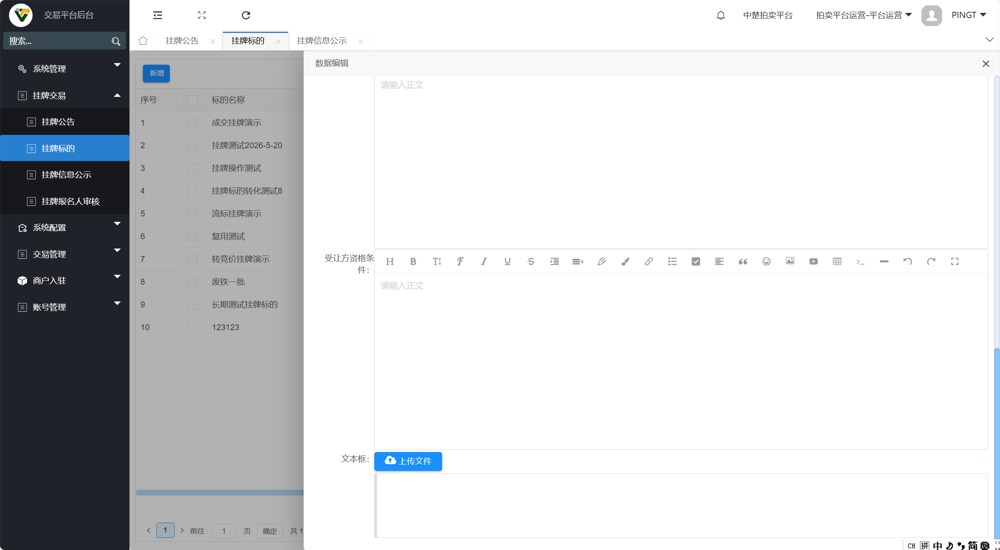 交易平台后台
中楚拍卖平台
拍卖平台运营-平台运营
PINGT
搜索...
挂牌公告
挂牌标的
挂牌信息公示
系统管理
挂牌交易
挂牌公告
挂牌标的
挂牌信息公示
挂牌报名人审核
系统配置
交易管理
商户入驻
账号管理
新增
序号 标的名称
1 成交挂牌演示
2 挂牌测试2026-5-20
3 挂牌操作测试
4 挂牌标的转化测试8
5 流标挂牌演示
6 复用测试
7 转竞价挂牌演示
8 废铁一批
9 长期测试挂牌标的
10 123123
1 前往 1 页 确定 共
数据编辑
请输入正文
受让方资格条
件：
请输入正文
文本框：
上传文件
CH 拼 中 简